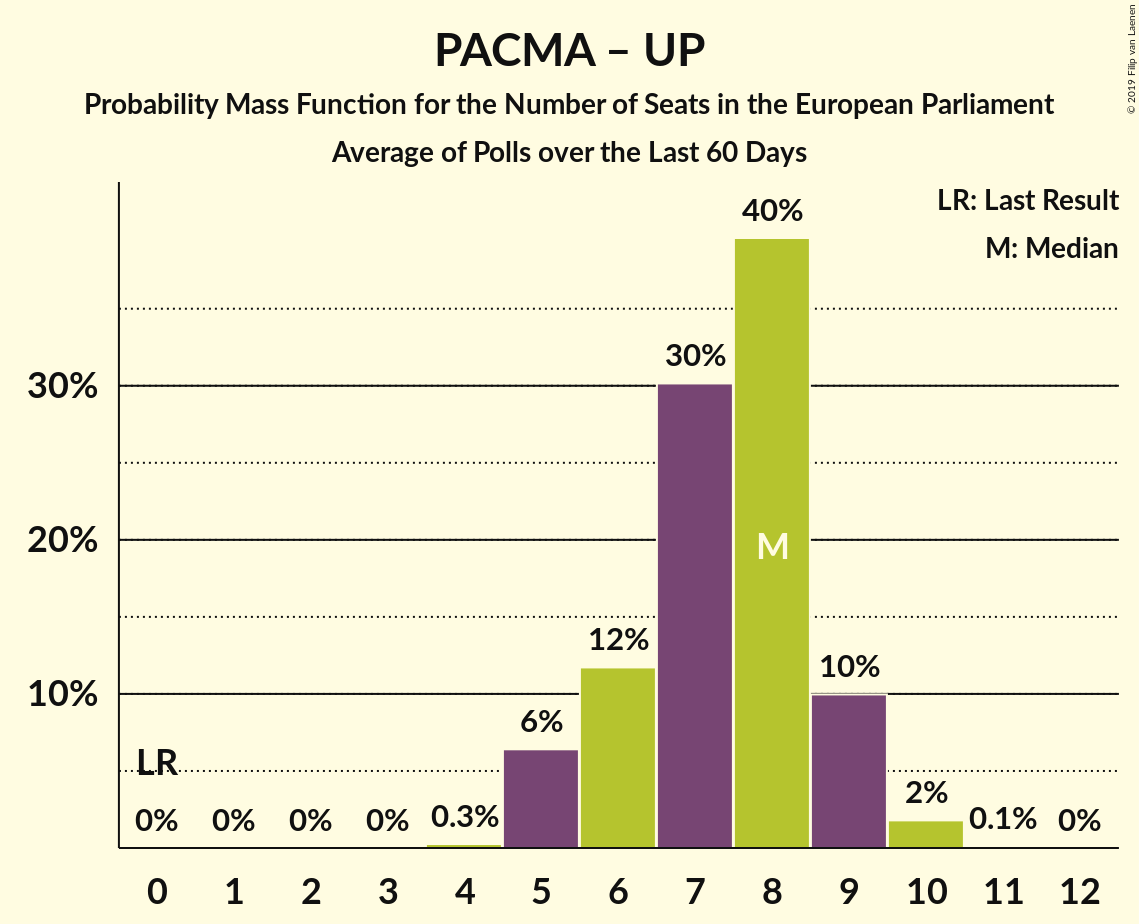 PACMA – UP
Probability Mass Function for the Number of Seats in the European Parliament
Average of Polls over the Last 60 Days
© 2019 Filip van Laenen
LR: Last Result
M: Median
40%
30%
30%
20%
M
12%
10%
10%
6%
LR
2%
0%
0%
0%
0%
0.3%
0.1%
0%
0 1 2 3 4 5 6 7 8 9 10 11 12